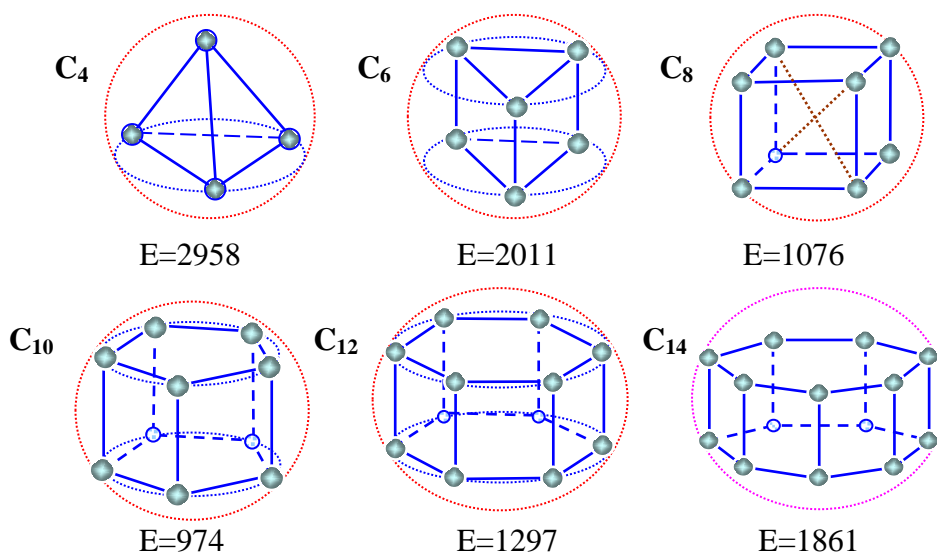 C₄
C₆
C₈
E=2958
E=2011
E=1076
C₁₀
C₁₂
C₁₄
E=974
E=1297
E=1861